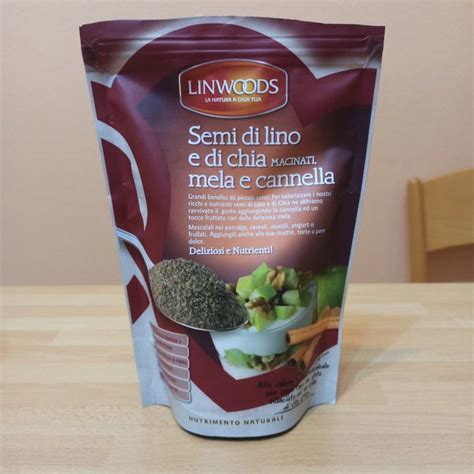 LINWOODS
LA NATURA A CASA TUA
Semi di lino
e di chia MACINATI,
mela e cannella
Grandi benefici da piccoli semi! Per valorizzare i nostri
ricchi e nutrienti semi di Lino e di Chia ne abbiamo
ravvivato il gusto aggiungendo la cannella ed un
tocco fruttato con della deliziosa mela.
Mescolali nel porridge, cereali, muesli, yogurt o
frullati. Aggiungili anche alle tue ricette, torte o pane
dolce.
Deliziosi e Nutrienti!
NUTRIMENTO NATURALE